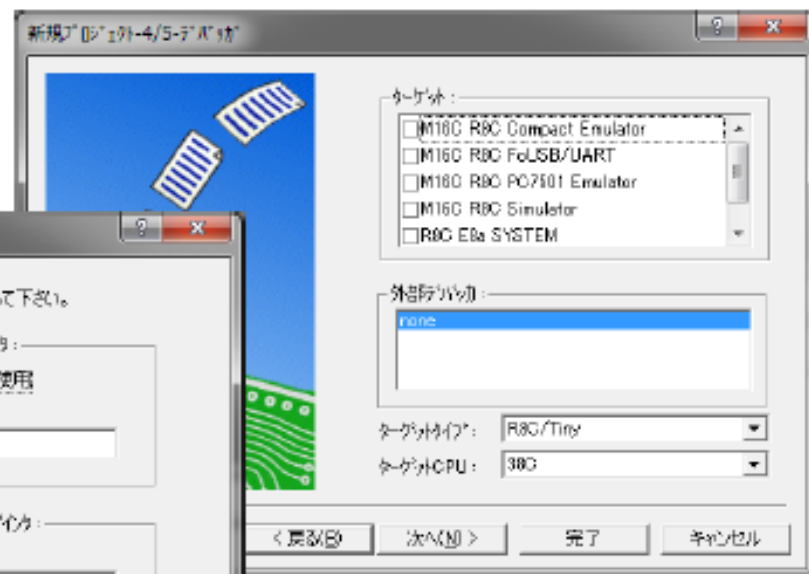 新規プロジェクト-4/5-デバッガ
ターゲット :
M16C R8C Compact Emulator
M16C R8C FoUSB/UART
M16C R8C PC7501 Emulator
M16C R8C Simulator
R8C E8a SYSTEM
外部デバッガ :
none
ターゲットタイプ : R8C/Tiny
ターゲットCPU : 38C
< 戻る(B)
次へ(N) >
完了
キャンセル
て下さい。
使用